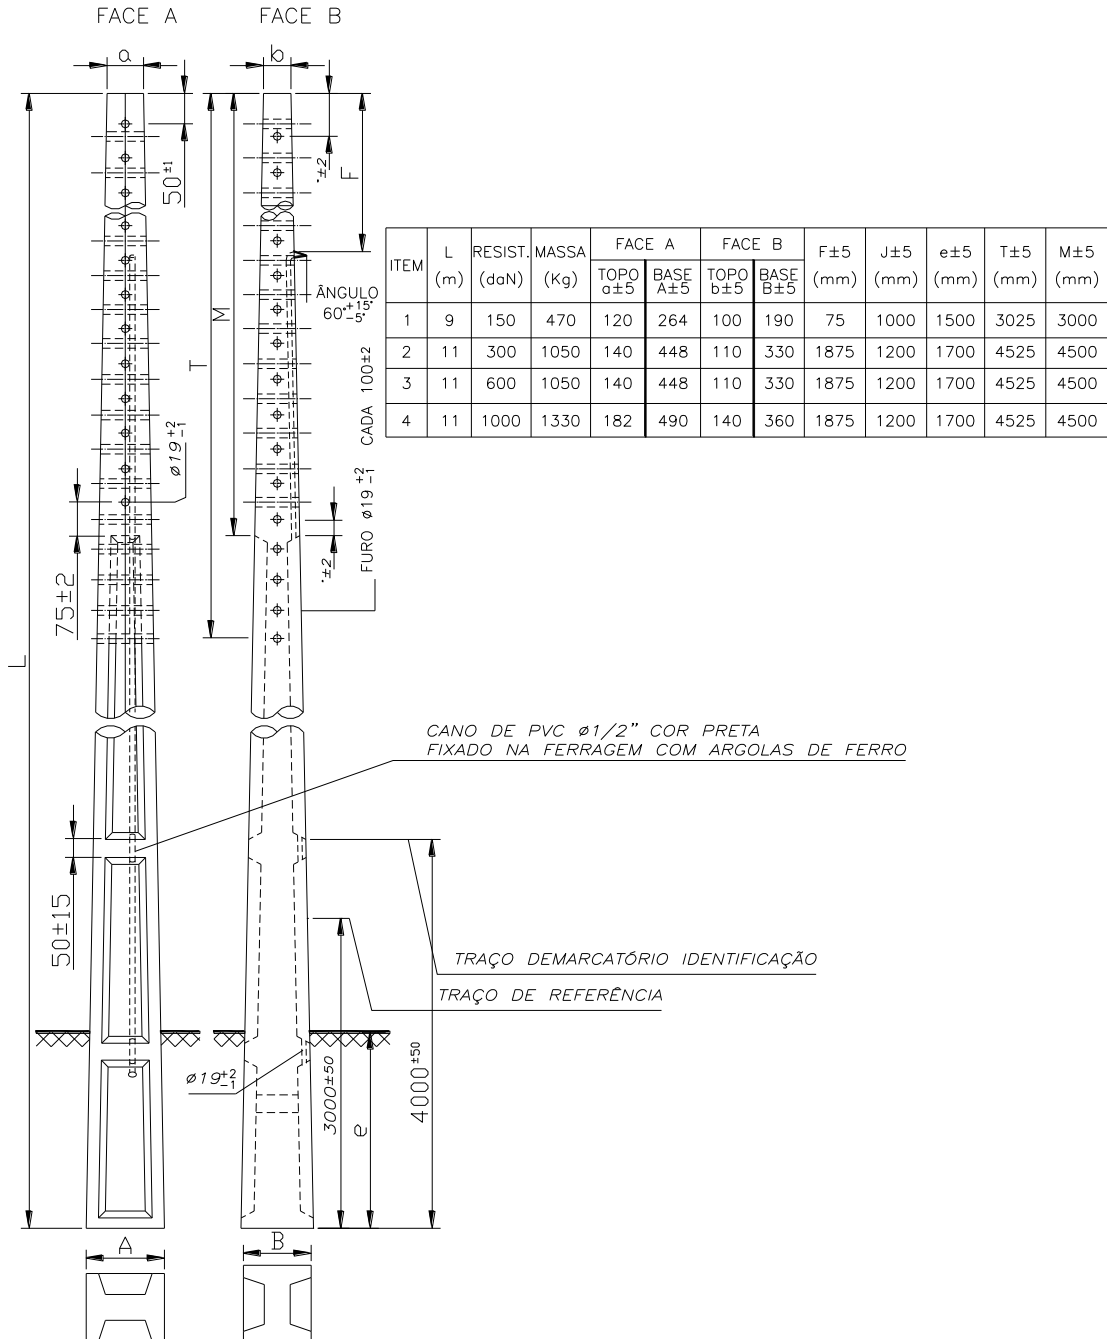 FACE A FACE B
a b
50±1
*±2
F
M
T
L
ÂNGULO
60°+15°-5°
CADA 100±2
FURO ø19 +2 -1
ø19 +2 -1
75±2
*±2
ITEM L (m) RESIST. (daN) MASSA (Kg) FACE A TOPO a±5 BASE A±5 FACE B TOPO b±5 BASE B±5 F±5 (mm) J±5 (mm) e±5 (mm) T±5 (mm) M±5 (mm)
1 9 150 470 120 264 100 190 75 1000 1500 3025 3000
2 11 300 1050 140 448 110 330 1875 1200 1700 4525 4500
3 11 600 1050 140 448 110 330 1875 1200 1700 4525 4500
4 11 1000 1330 182 490 140 360 1875 1200 1700 4525 4500
CANO DE PVC ø1/2" COR PRETA
FIXADO NA FERRAGEM COM ARGOLAS DE FERRO
50±15
TRAÇO DEMARCATÓRIO IDENTIFICAÇÃO
TRAÇO DE REFERÊNCIA
ø19+2-1
3000±50
e
4000±50
A B